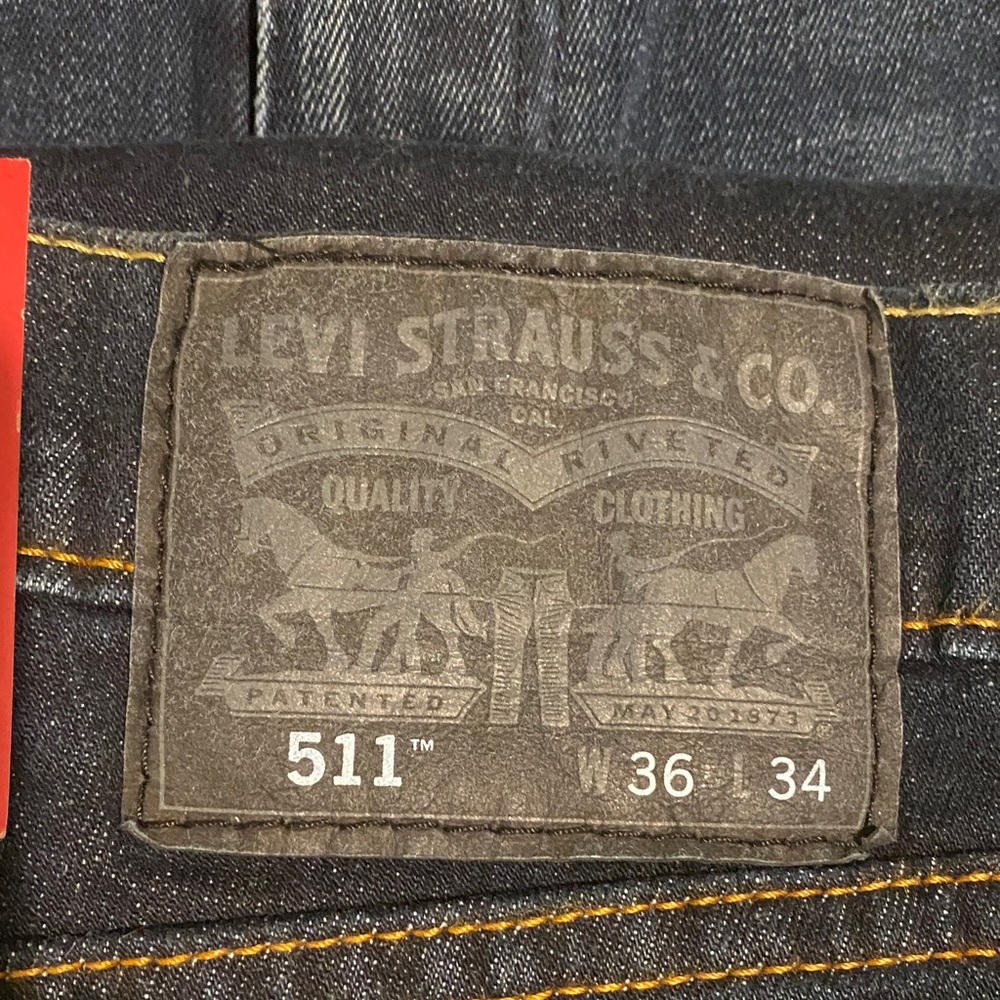 LEVI STRAUSS & CO.
SAN FRANCISCO
CAL
ORIGINAL RIVETED
QUALITY CLOTHING
PATENTED MAY 20 1873
511™ W 36 L 34